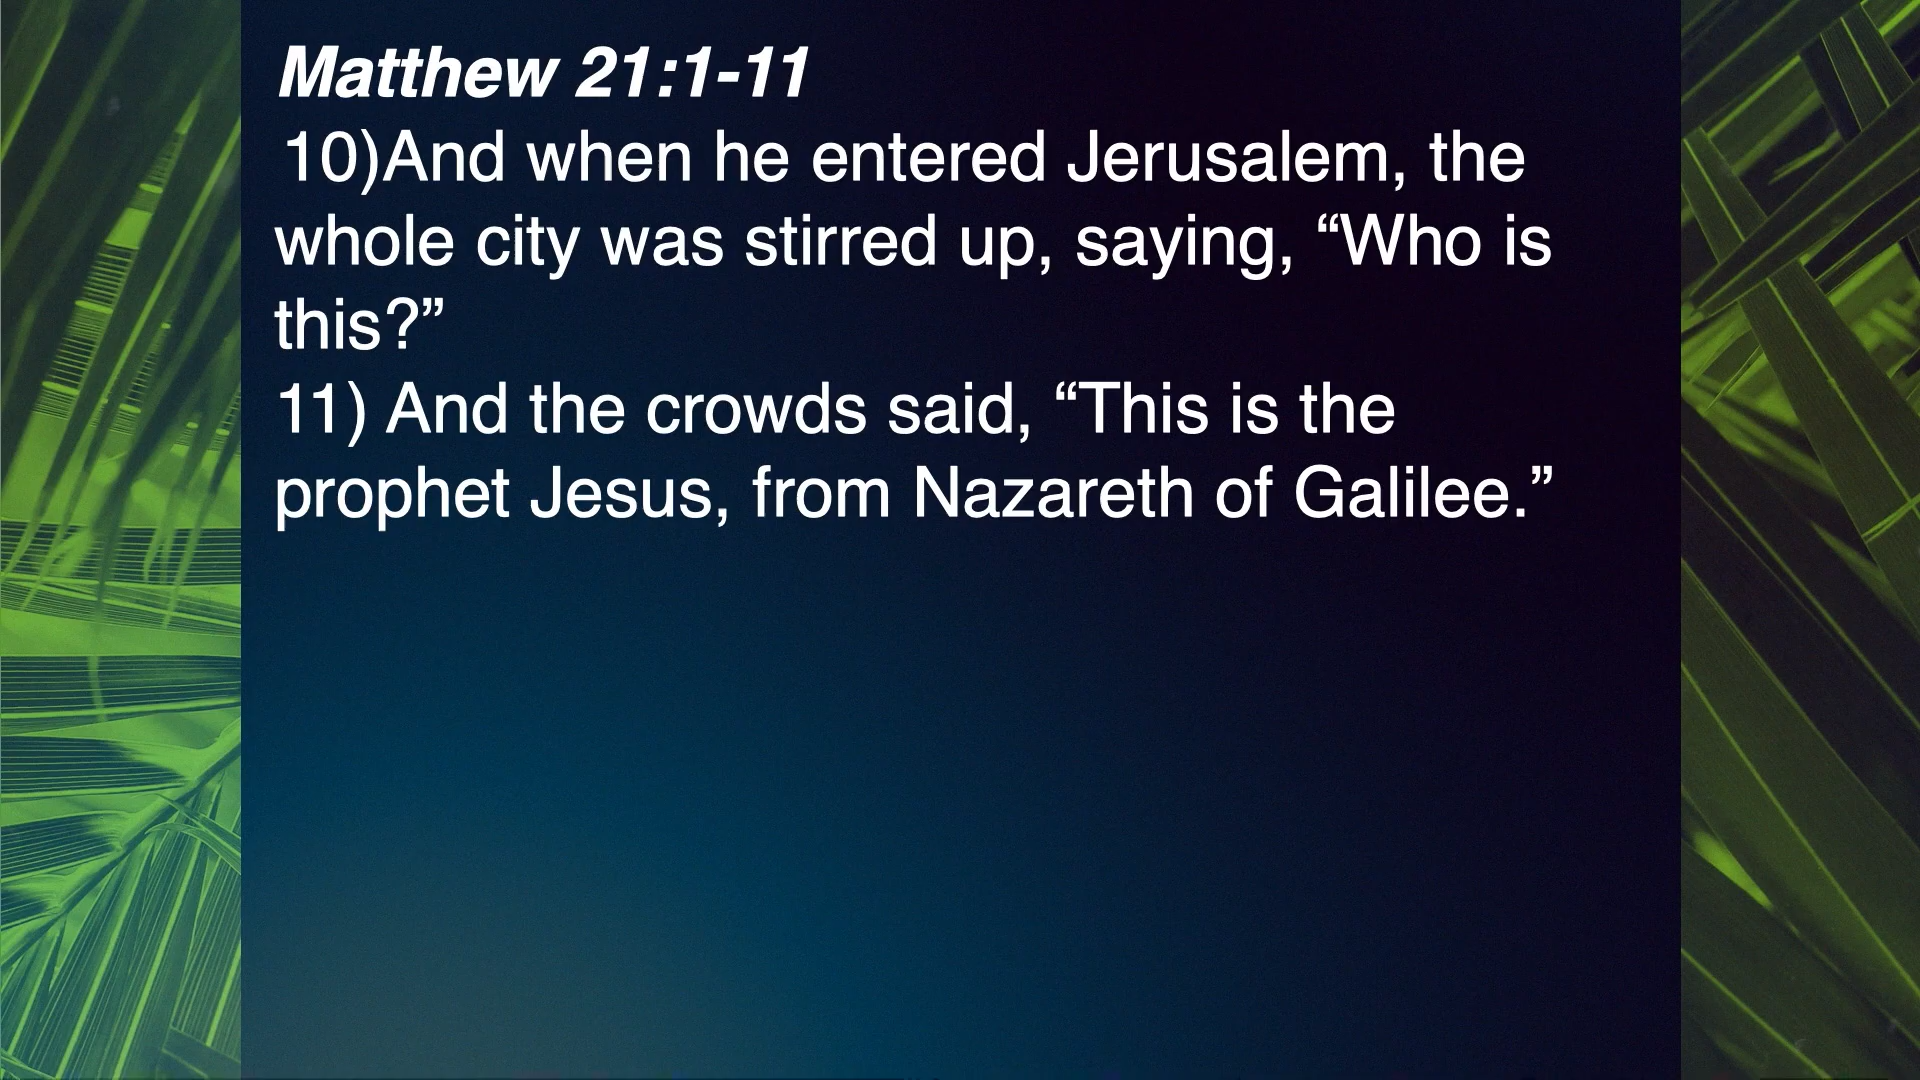 Matthew 21:1-11
10)And when he entered Jerusalem, the
whole city was stirred up, saying, “Who is
this?”
11) And the crowds said, “This is the
prophet Jesus, from Nazareth of Galilee.”